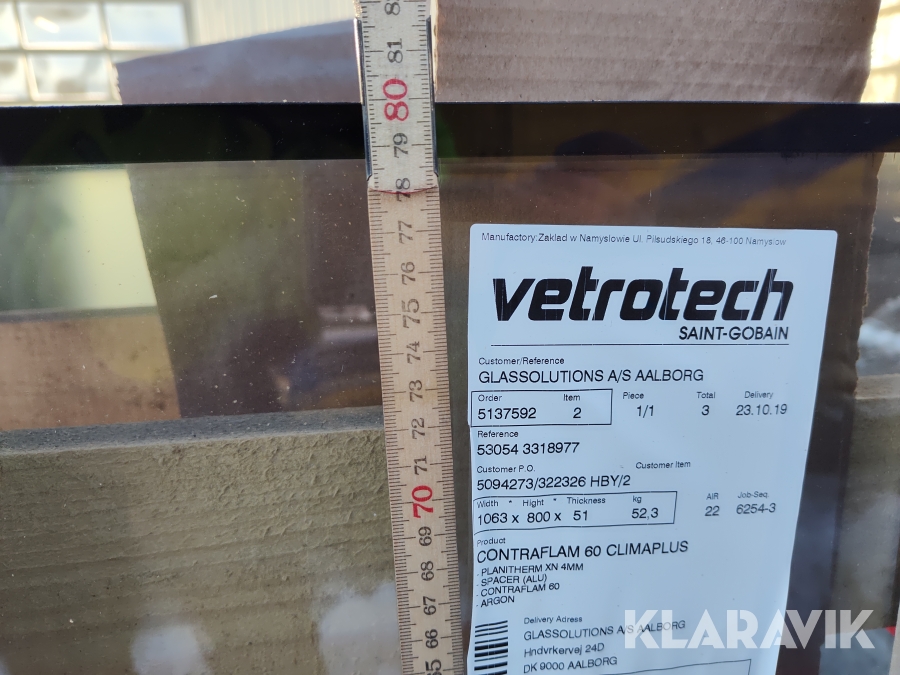 82
81
80
79
78
77
76
75
74
73
72
71
70
69
68
67
66
65
Manufactory: Zaklad w Namyslowie Ul. Pilsudskiego 18, 46-100 Namyslow
vetrotech
SAINT-GOBAIN
Customer/Reference
GLASSOLUTIONS A/S AALBORG
Order Item Piece Total Delivery
5137592 2 1/1 3 23.10.19
Reference
53054 3318977
Customer P.O. Customer Item
5094273/322326 HBY/2
Width * Hight * Thickness kg AIR Job-Seq.
1063 x 800 x 51 52,3 22 6254-3
Product
CONTRAFLAM 60 CLIMAPLUS
. PLANITHERM XN 4MM
. SPACER (ALU)
. CONTRAFLAM 60
. ARGON
Delivery Adress
GLASSOLUTIONS A/S AALBORG
Hndvrkervej 24D
DK 9000 AALBORG
KLARAVIK